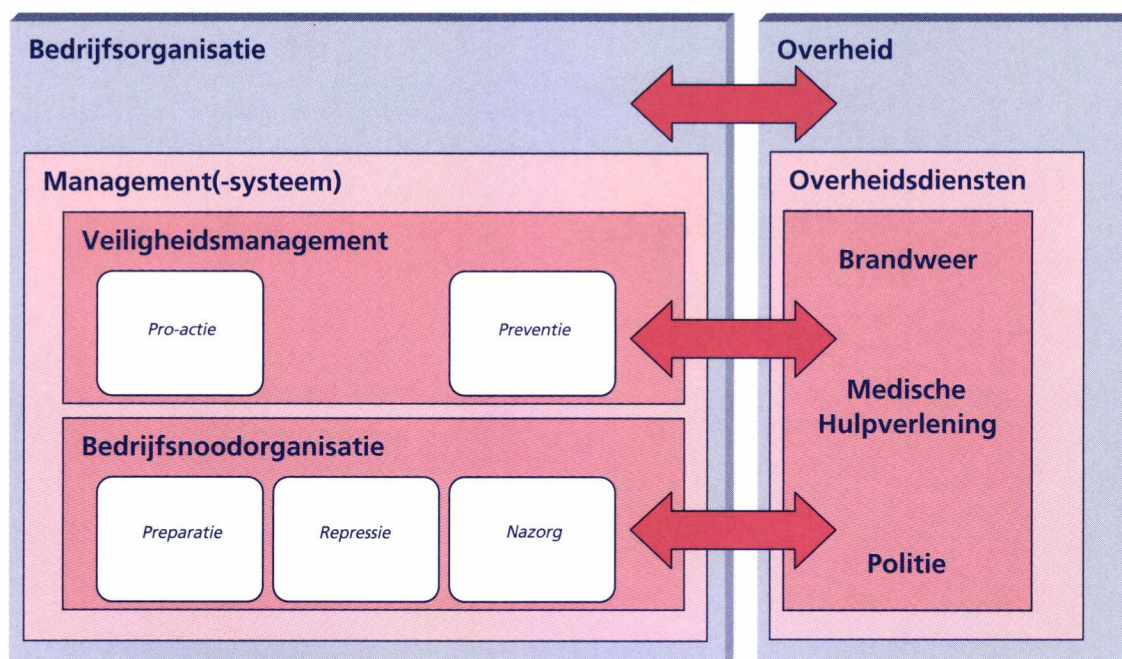 Bedrijfsorganisatie
Management(-systeem)
Veiligheidsmanagement
Pro-actie
Preventie
Bedrijfsnoodorganisatie
Preparatie
Repressie
Nazorg
Overheid
Overheidsdiensten
Brandweer
Medische
Hulpverlening
Politie